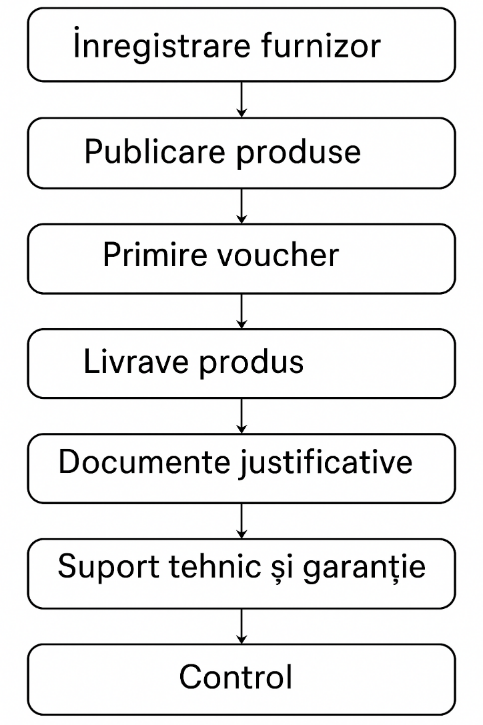 Înregistrare furnizor
Publicare produse
Primire voucher
Livrave produs
Documente justificative
Suport tehnic și garanție
Control